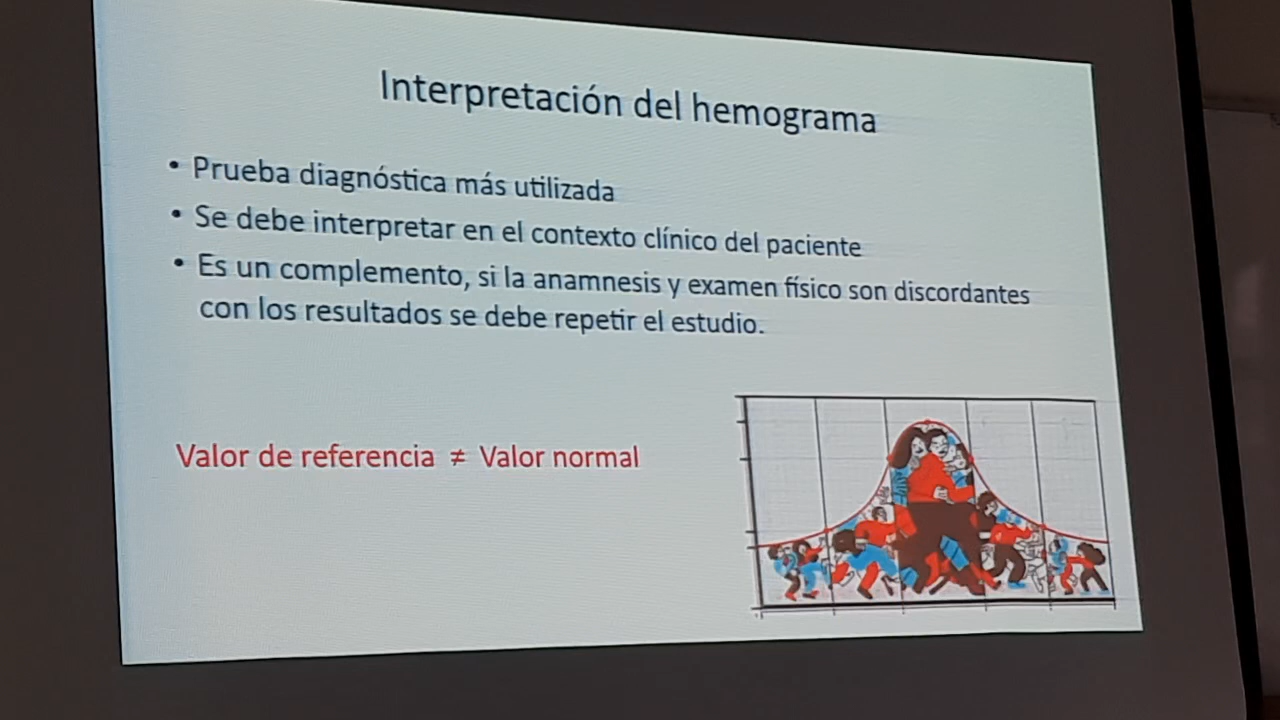 Interpretación del hemograma
• Prueba diagnóstica más utilizada
• Se debe interpretar en el contexto clínico del paciente
• Es un complemento, si la anamnesis y examen físico son discordantes
con los resultados se debe repetir el estudio.
Valor de referencia ≠ Valor normal